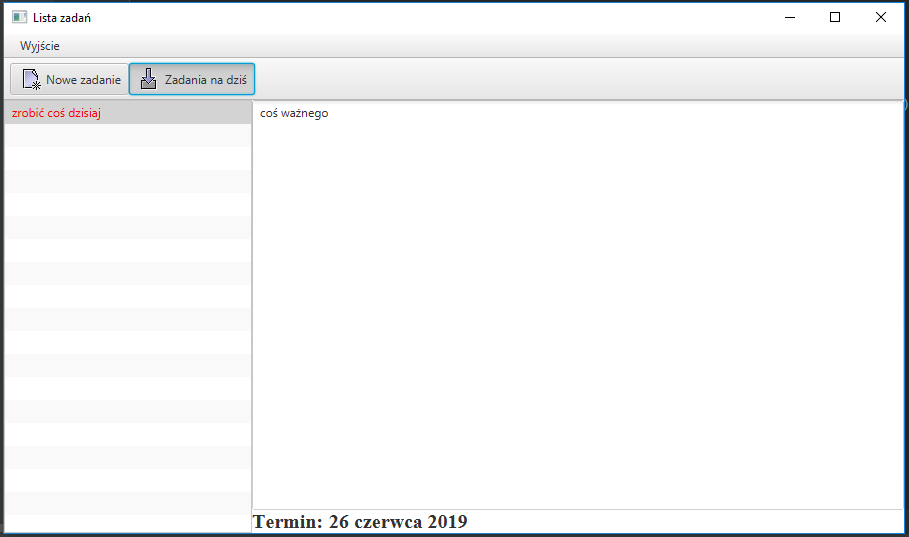 Lista zadań
Wyjście
Nowe zadanie Zadania na dziś
zrobić coś dzisiaj
coś ważnego
Termin: 26 czerwca 2019